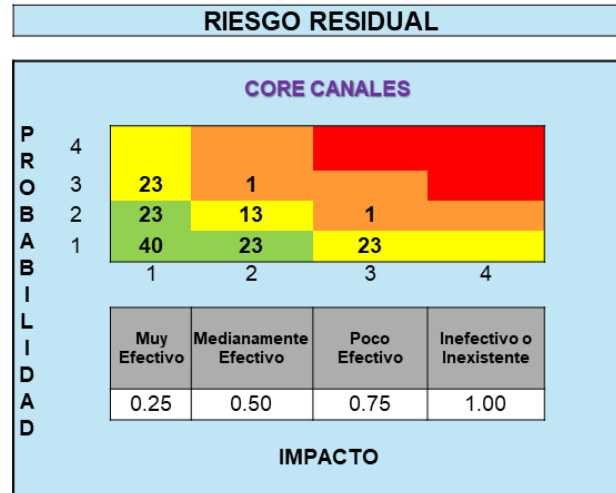 RIESGO RESIDUAL
CORE CANALES
PROBABILIDAD
4
3 23 1
2 23 13 1
1 40 23 23
1 2 3 4
Muy Efectivo Medianamente Efectivo Poco Efectivo Inefectivo o Inexistente
0.25 0.50 0.75 1.00
IMPACTO